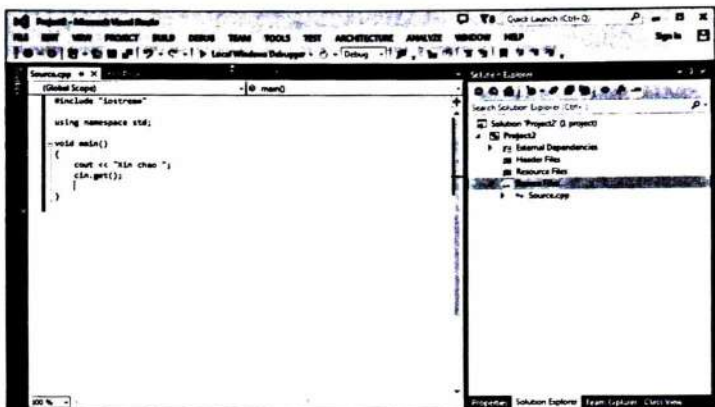 Project2 - Microsoft Visual Studio
Quick Launch (Ctrl+Q)
FILE EDIT VIEW PROJECT BUILD DEBUG TEAM TOOLS TEST ARCHITECTURE ANALYZE WINDOW HELP
Sign in
Local Windows Debugger
Debug
Source.cpp
(Global Scope)
main()
#include "iostream"
using namespace std;
void main()
{
cout << "Xin chao ";
cin.get();
}
100 %
Solution Explorer
Search Solution Explorer (Ctrl+;)
Solution 'Project2' (1 project)
Project2
External Dependencies
Header Files
Resource Files
Source Files
Source.cpp
Properties Solution Explorer Team Explorer Class View